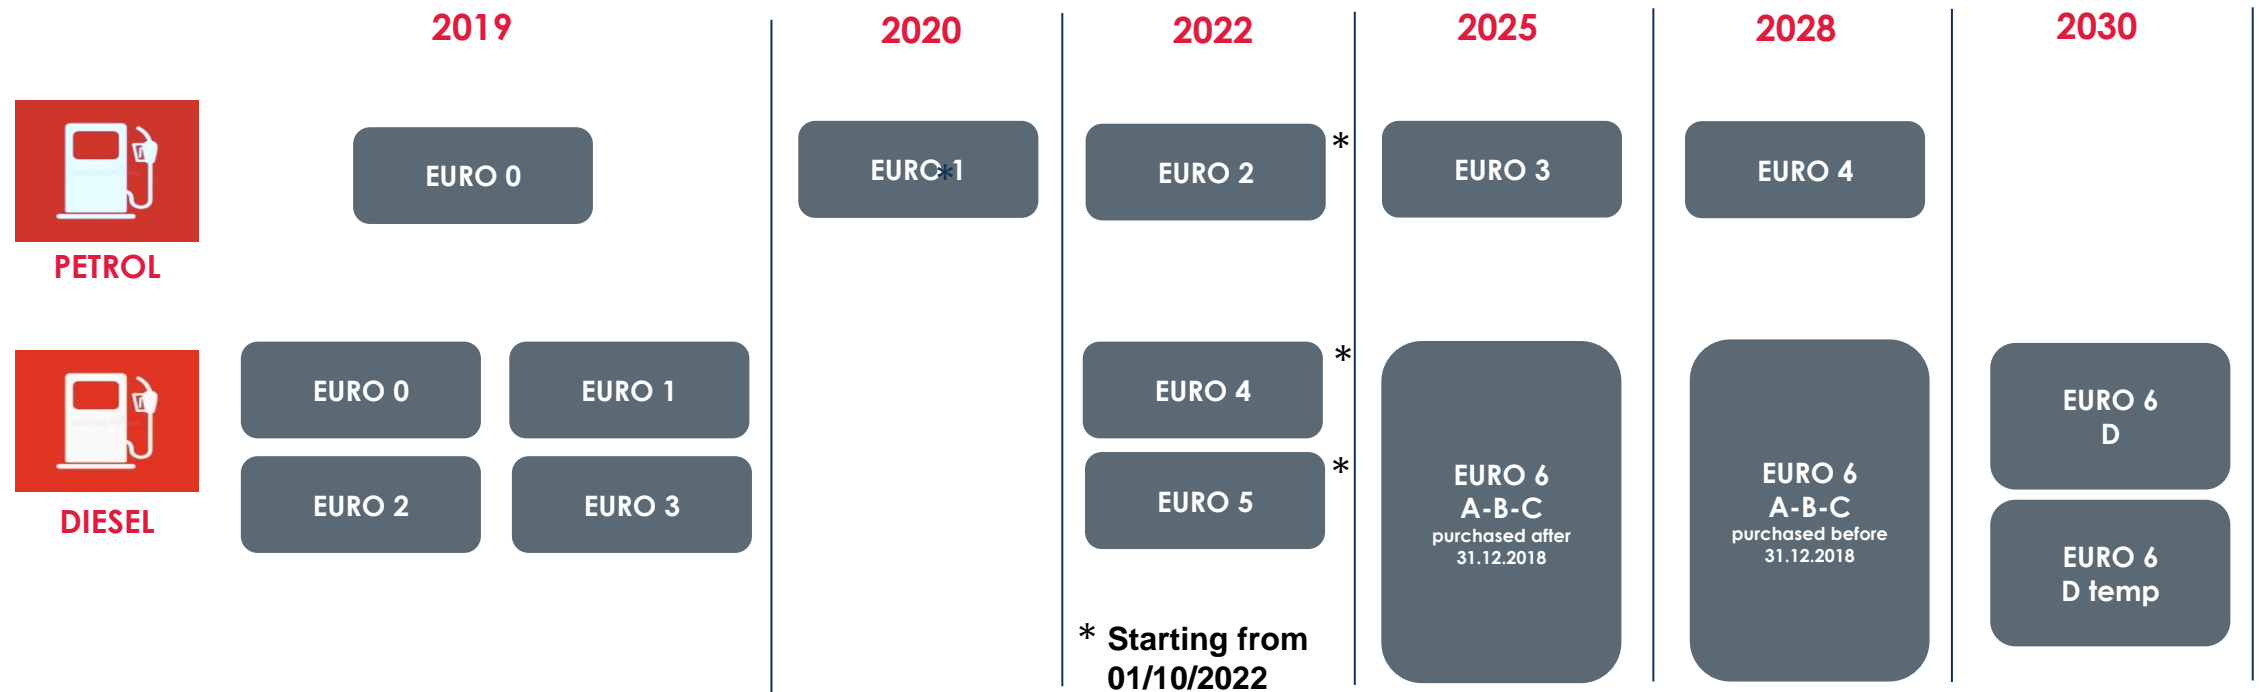 2019
2020
2022
2025
2028
2030
EURO 0
EURO 1
*
EURO 2
*
EURO 3
EURO 4
PETROL
EURO 0
EURO 1
EURO 2
EURO 3
EURO 4
*
EURO 5
*
EURO 6
A-B-C
purchased after
31.12.2018
EURO 6
A-B-C
purchased before
31.12.2018
EURO 6
D
EURO 6
D temp
DIESEL
* Starting from
01/10/2022